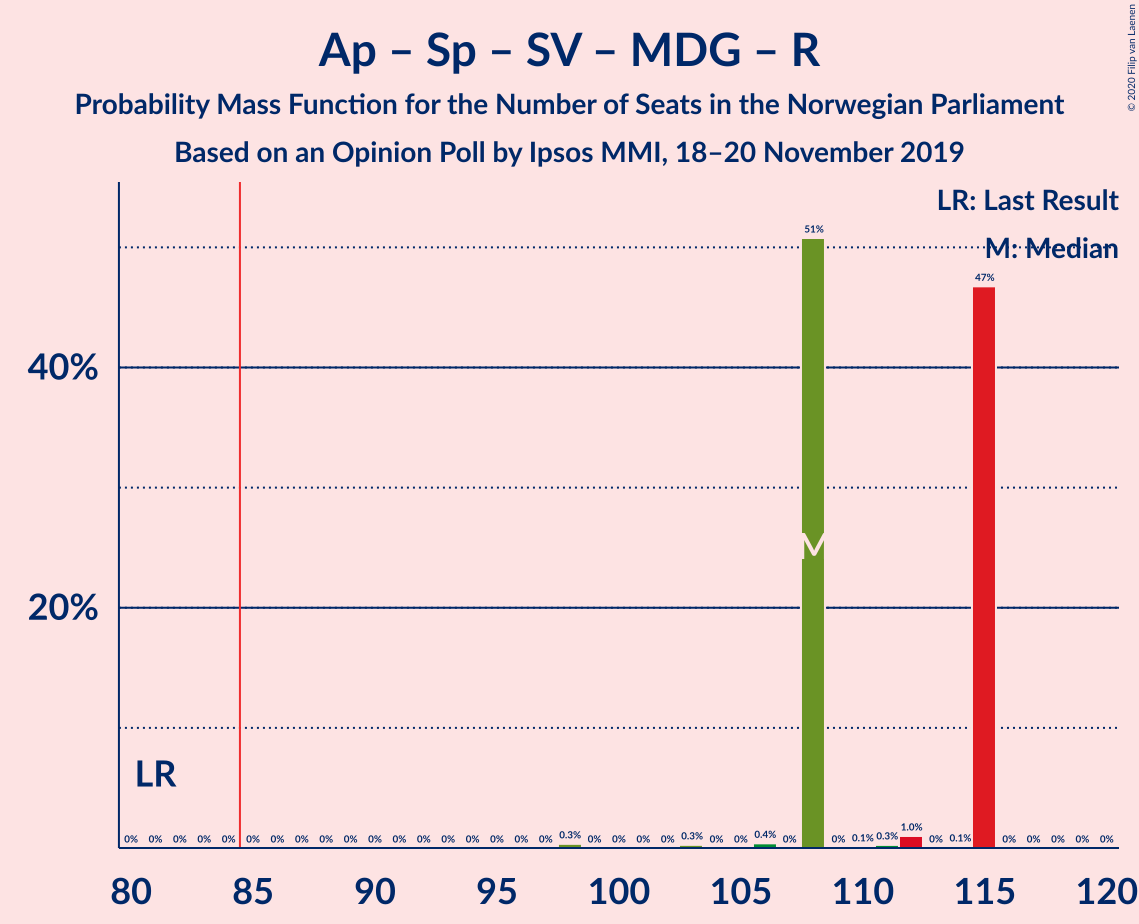 Ap – Sp – SV – MDG – R
Probability Mass Function for the Number of Seats in the Norwegian Parliament
Based on an Opinion Poll by Ipsos MMI, 18–20 November 2019
© 2020 Filip van Laenen
LR: Last Result
M: Median
51%
47%
40%
M
20%
LR
0% 0% 0% 0% 0% 0% 0% 0% 0% 0% 0% 0% 0% 0% 0% 0% 0% 0% 0.3% 0% 0% 0% 0% 0.3% 0% 0% 0.4% 0% 0% 0.1% 0.3% 1.0% 0% 0.1% 0% 0% 0% 0% 0%
80 85 90 95 100 105 110 115 120